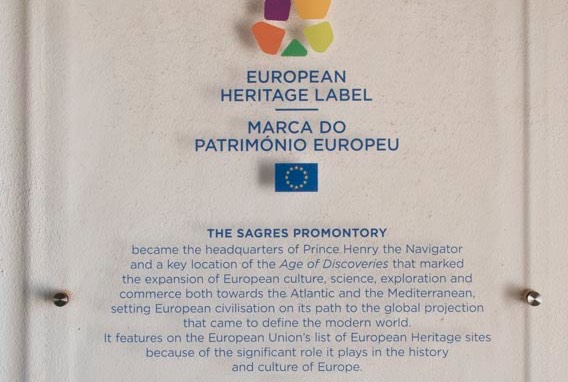 EUROPEAN
HERITAGE LABEL
MARCA DO
PATRIMÓNIO EUROPEU
THE SAGRES PROMONTORY
became the headquarters of Prince Henry the Navigator
and a key location of the Age of Discoveries that marked
the expansion of European culture, science, exploration and
commerce both towards the Atlantic and the Mediterranean,
setting European civilisation on its path to the global projection
that came to define the modern world.
It features on the European Union's list of European Heritage sites
because of the significant role it plays in the history
and culture of Europe.